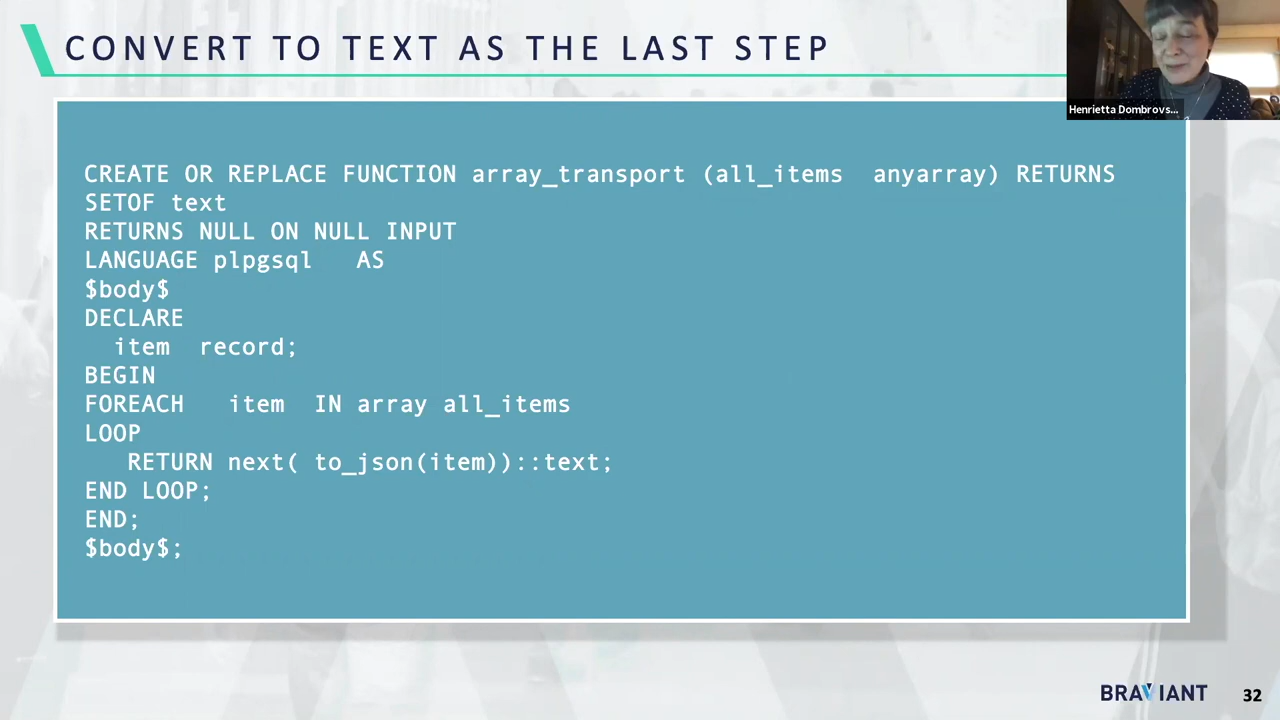 CONVERT TO TEXT AS THE LAST STEP
Henrietta Dombrovs...
CREATE OR REPLACE FUNCTION array_transport (all_items  anyarray) RETURNS
SETOF text
RETURNS NULL ON NULL INPUT
LANGUAGE plpgsql   AS
$body$
DECLARE
  item  record;
BEGIN
FOREACH   item  IN array all_items
LOOP
   RETURN next( to_json(item))::text;
END LOOP;
END;
$body$;
BRAVIANT
32